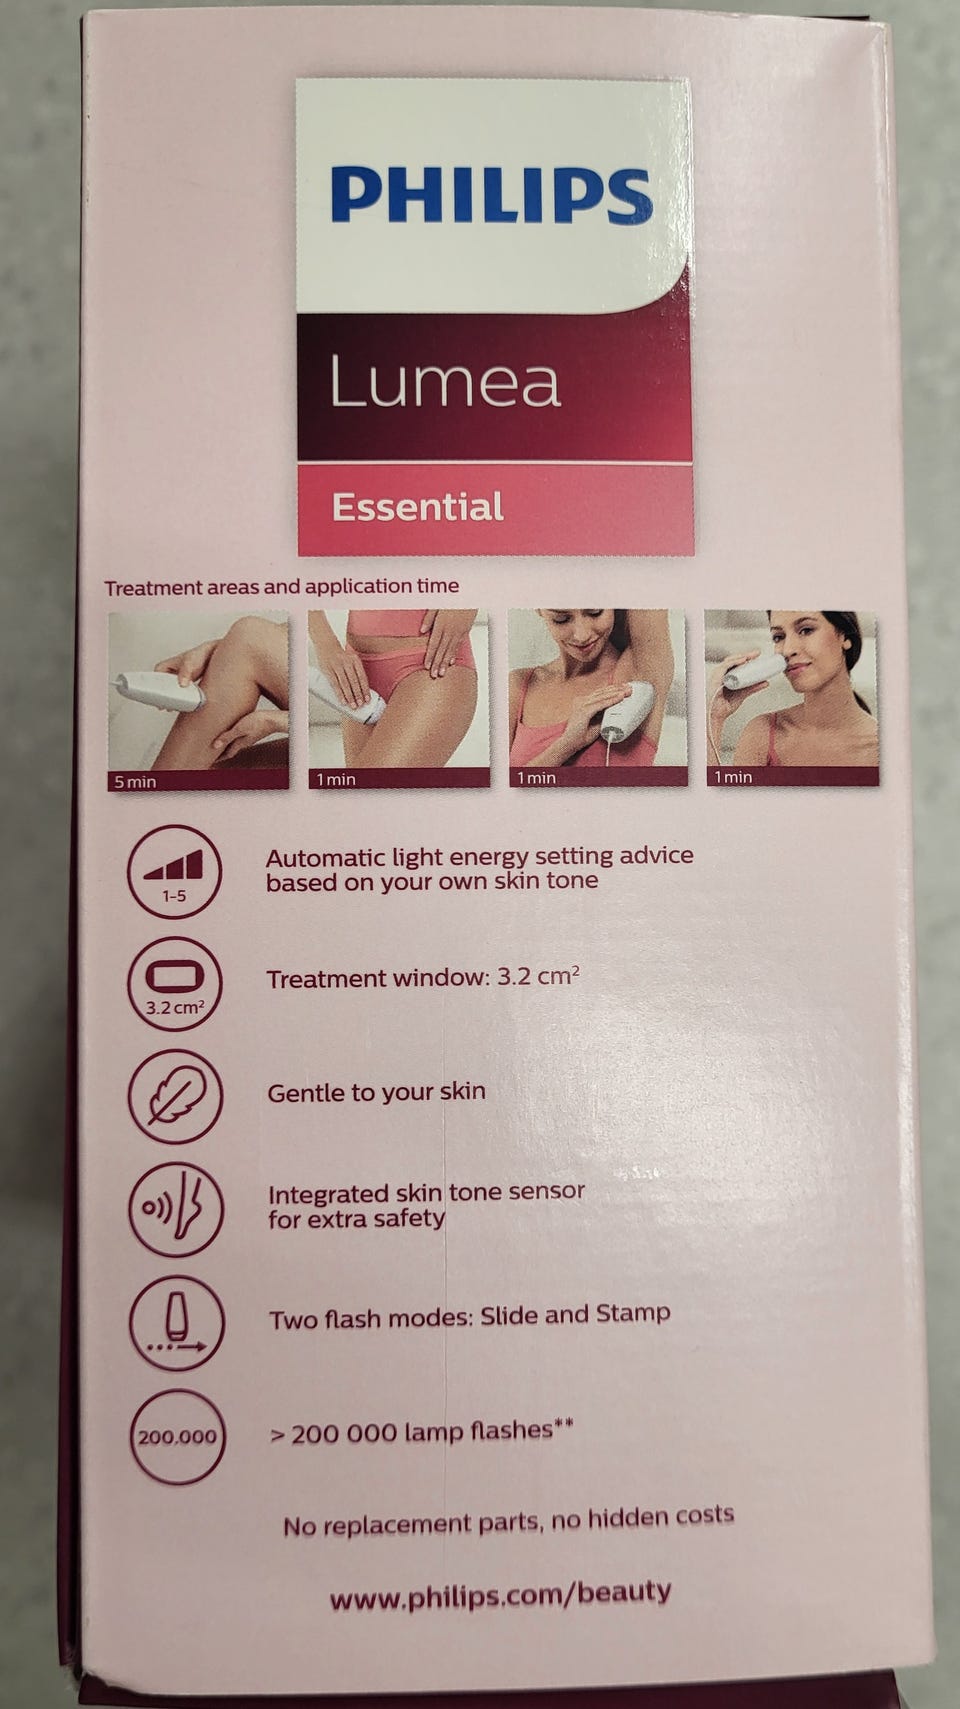 PHILIPS
Lumea
Essential
Treatment areas and application time
5 min
1 min
1 min
1 min
1-5
Automatic light energy setting advice
based on your own skin tone
3.2 cm²
Treatment window: 3.2 cm²
Gentle to your skin
Integrated skin tone sensor
for extra safety
Two flash modes: Slide and Stamp
200.000
> 200 000 lamp flashes**
No replacement parts, no hidden costs
www.philips.com/beauty